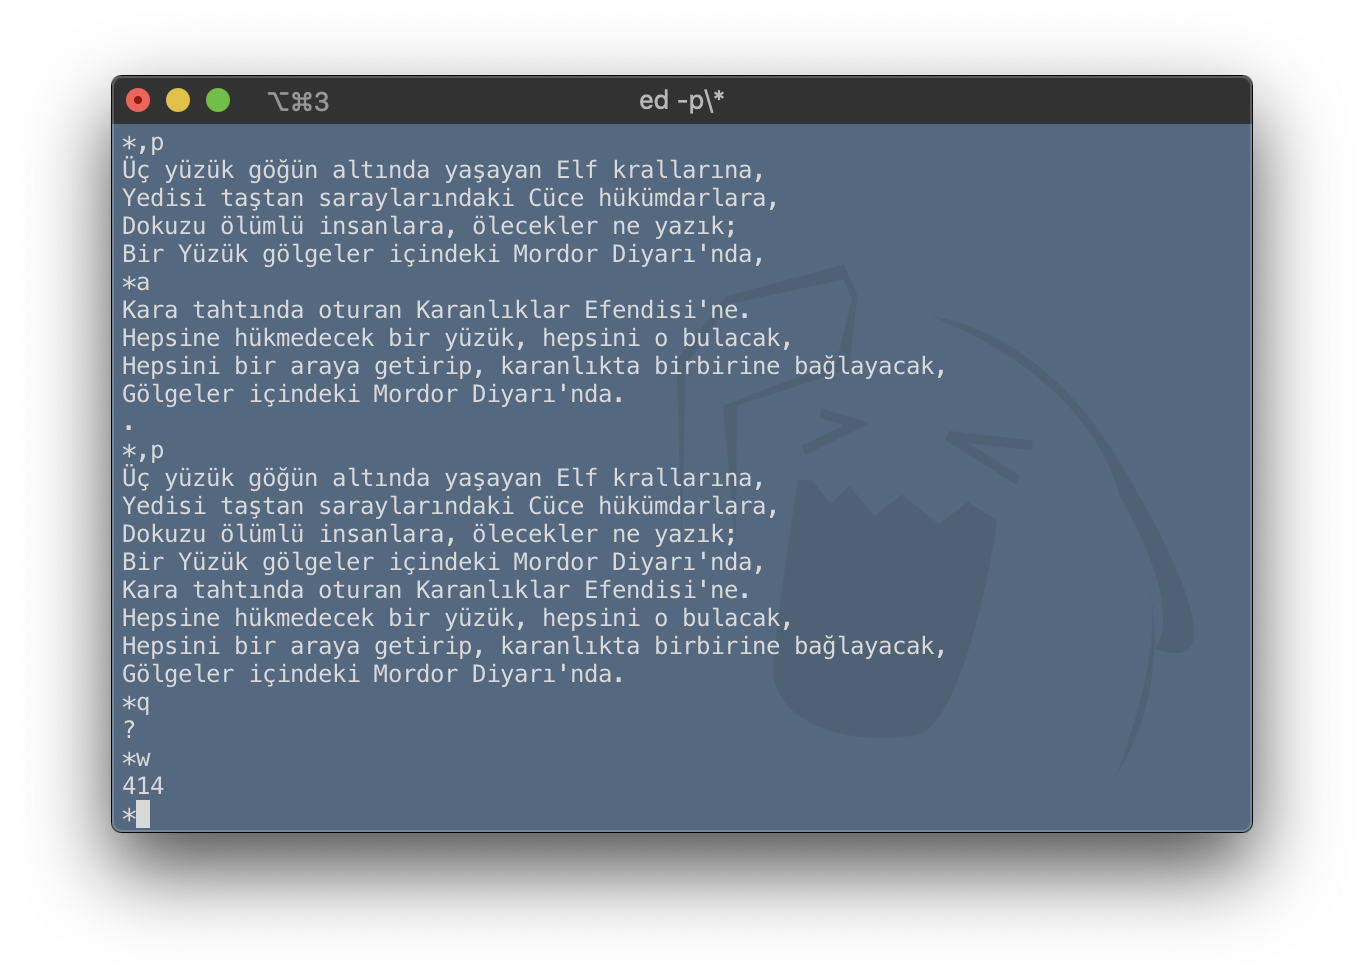 ⌥⌘3
ed -p\*
*,p
Üç yüzük göğün altında yaşayan Elf krallarına,
Yedisi taştan saraylarındaki Cüce hükümdarlara,
Dokuzu ölümlü insanlara, ölecekler ne yazık;
Bir Yüzük gölgeler içindeki Mordor Diyarı'nda,
*a
Kara tahtında oturan Karanlıklar Efendisi'ne.
Hepsine hükmedecek bir yüzük, hepsini o bulacak,
Hepsini bir araya getirip, karanlıkta birbirine bağlayacak,
Gölgeler içindeki Mordor Diyarı'nda.
.
*,p
Üç yüzük göğün altında yaşayan Elf krallarına,
Yedisi taştan saraylarındaki Cüce hükümdarlara,
Dokuzu ölümlü insanlara, ölecekler ne yazık;
Bir Yüzük gölgeler içindeki Mordor Diyarı'nda,
Kara tahtında oturan Karanlıklar Efendisi'ne.
Hepsine hükmedecek bir yüzük, hepsini o bulacak,
Hepsini bir araya getirip, karanlıkta birbirine bağlayacak,
Gölgeler içindeki Mordor Diyarı'nda.
*q
?
*w
414
*